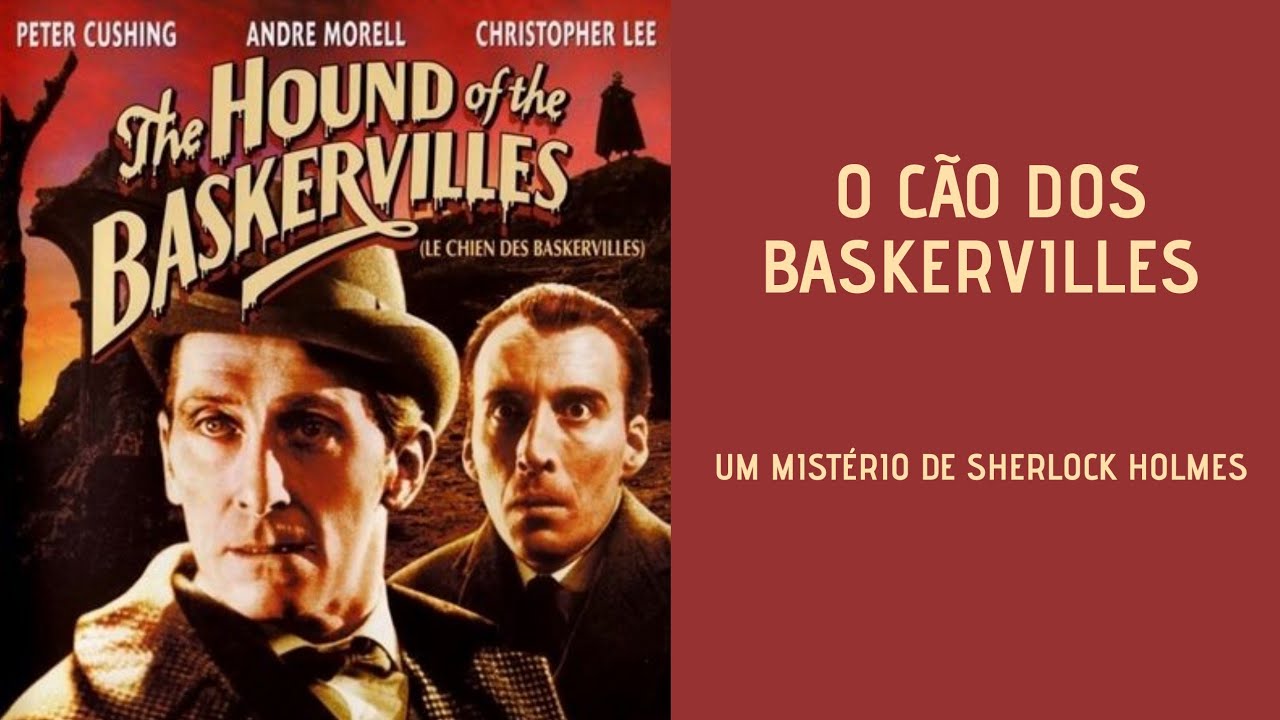 PETER CUSHING ANDRE MORELL CHRISTOPHER LEE
The HOUND of the
BASKERVILLES
(LE CHIEN DES BASKERVILLES)
O CÃO DOS
BASKERVILLES
UM MISTÉRIO DE SHERLOCK HOLMES